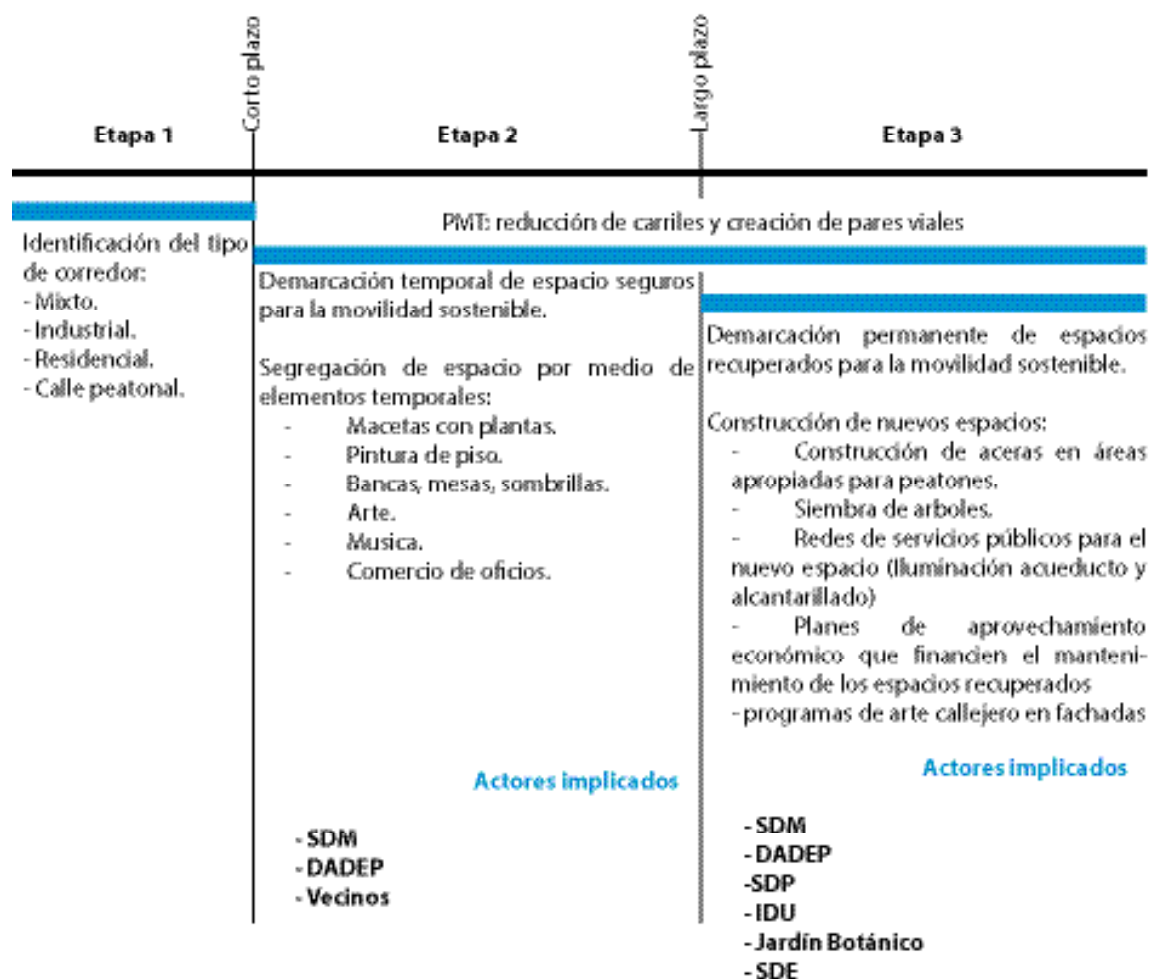 Corto plazo
Largo plazo
Etapa 1
Etapa 2
Etapa 3
PMT: reducción de carriles y creación de pares viales
Identificación del tipo
de corredor:
- Mixto.
- Industrial.
- Residencial.
- Calle peatonal.
Demarcación temporal de espacio seguros
para la movilidad sostenible.
Segregación de espacio por medio de
elementos temporales:
- Macetas con plantas.
- Pintura de piso.
- Bancas, mesas, sombrillas.
- Arte.
- Musica.
- Comercio de oficios.
Actores implicados
- SDM
- DADEP
- Vecinos
Demarcación permanente de espacios
recuperados para la movilidad sostenible.
Construcción de nuevos espacios:
- Construcción de aceras en áreas
apropiadas para peatones.
- Siembra de arboles.
- Redes de servicios públicos para el
nuevo espacio (Iluminación acueducto y
alcantarillado)
- Planes de aprovechamiento
económico que financien el manteni-
miento de los espacios recuperados
- programas de arte callejero en fachadas
Actores implicados
- SDM
- DADEP
-SDP
- IDU
- Jardín Botánico
- SDE